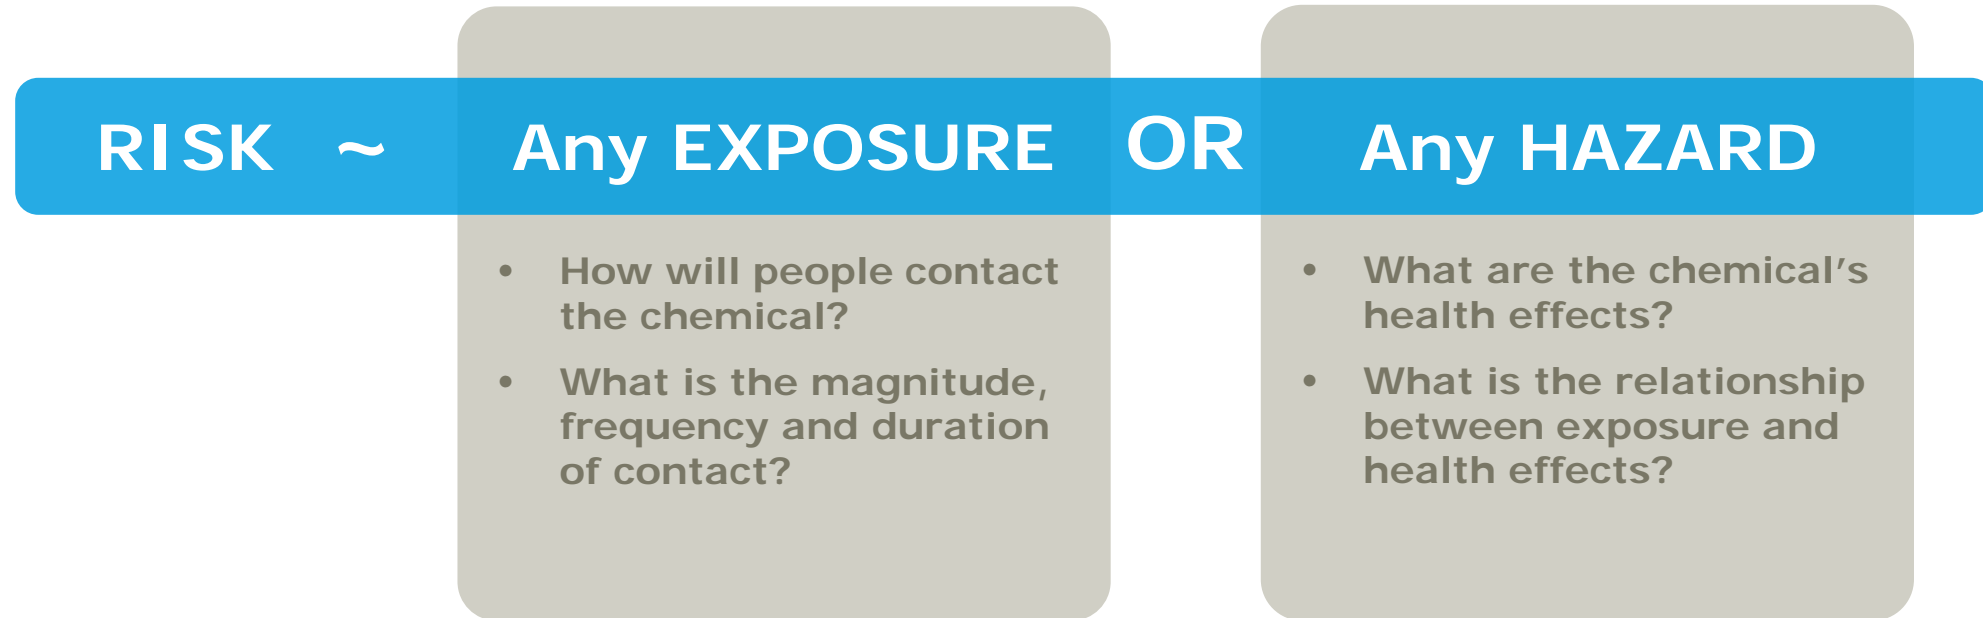 RISK ~ Any EXPOSURE OR Any HAZARD
• How will people contact
the chemical?
• What is the magnitude,
frequency and duration
of contact?
• What are the chemical’s
health effects?
• What is the relationship
between exposure and
health effects?